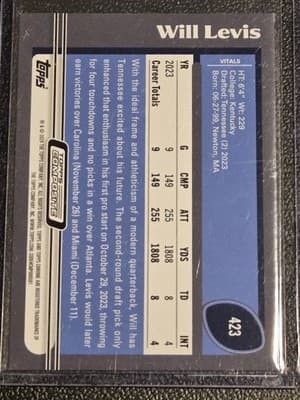 Will Levis
VITALS
HT: 6'4" Wt: 229
College: Kentucky
Drafted: Tennessee (2) 2023
Born: 06-27-99, Newton, MA
423
YR G CMP ATT YDS TD INT
2023 9 149 255 1808 8 4
Career Totals 9 149 255 1808 8 4
With the ideal frame and athleticism of a modern quarterback, Will has
Tennessee excited about his future. The second-round draft pick only
enhanced that enthusiasm in his first pro start on October 29, 2023, throwing
for four touchdowns and no picks in a win over Atlanta. Levis would later
earn victories over Carolina (November 26) and Miami (December 11).
TOPPS
COMPOSITE
TOPPS